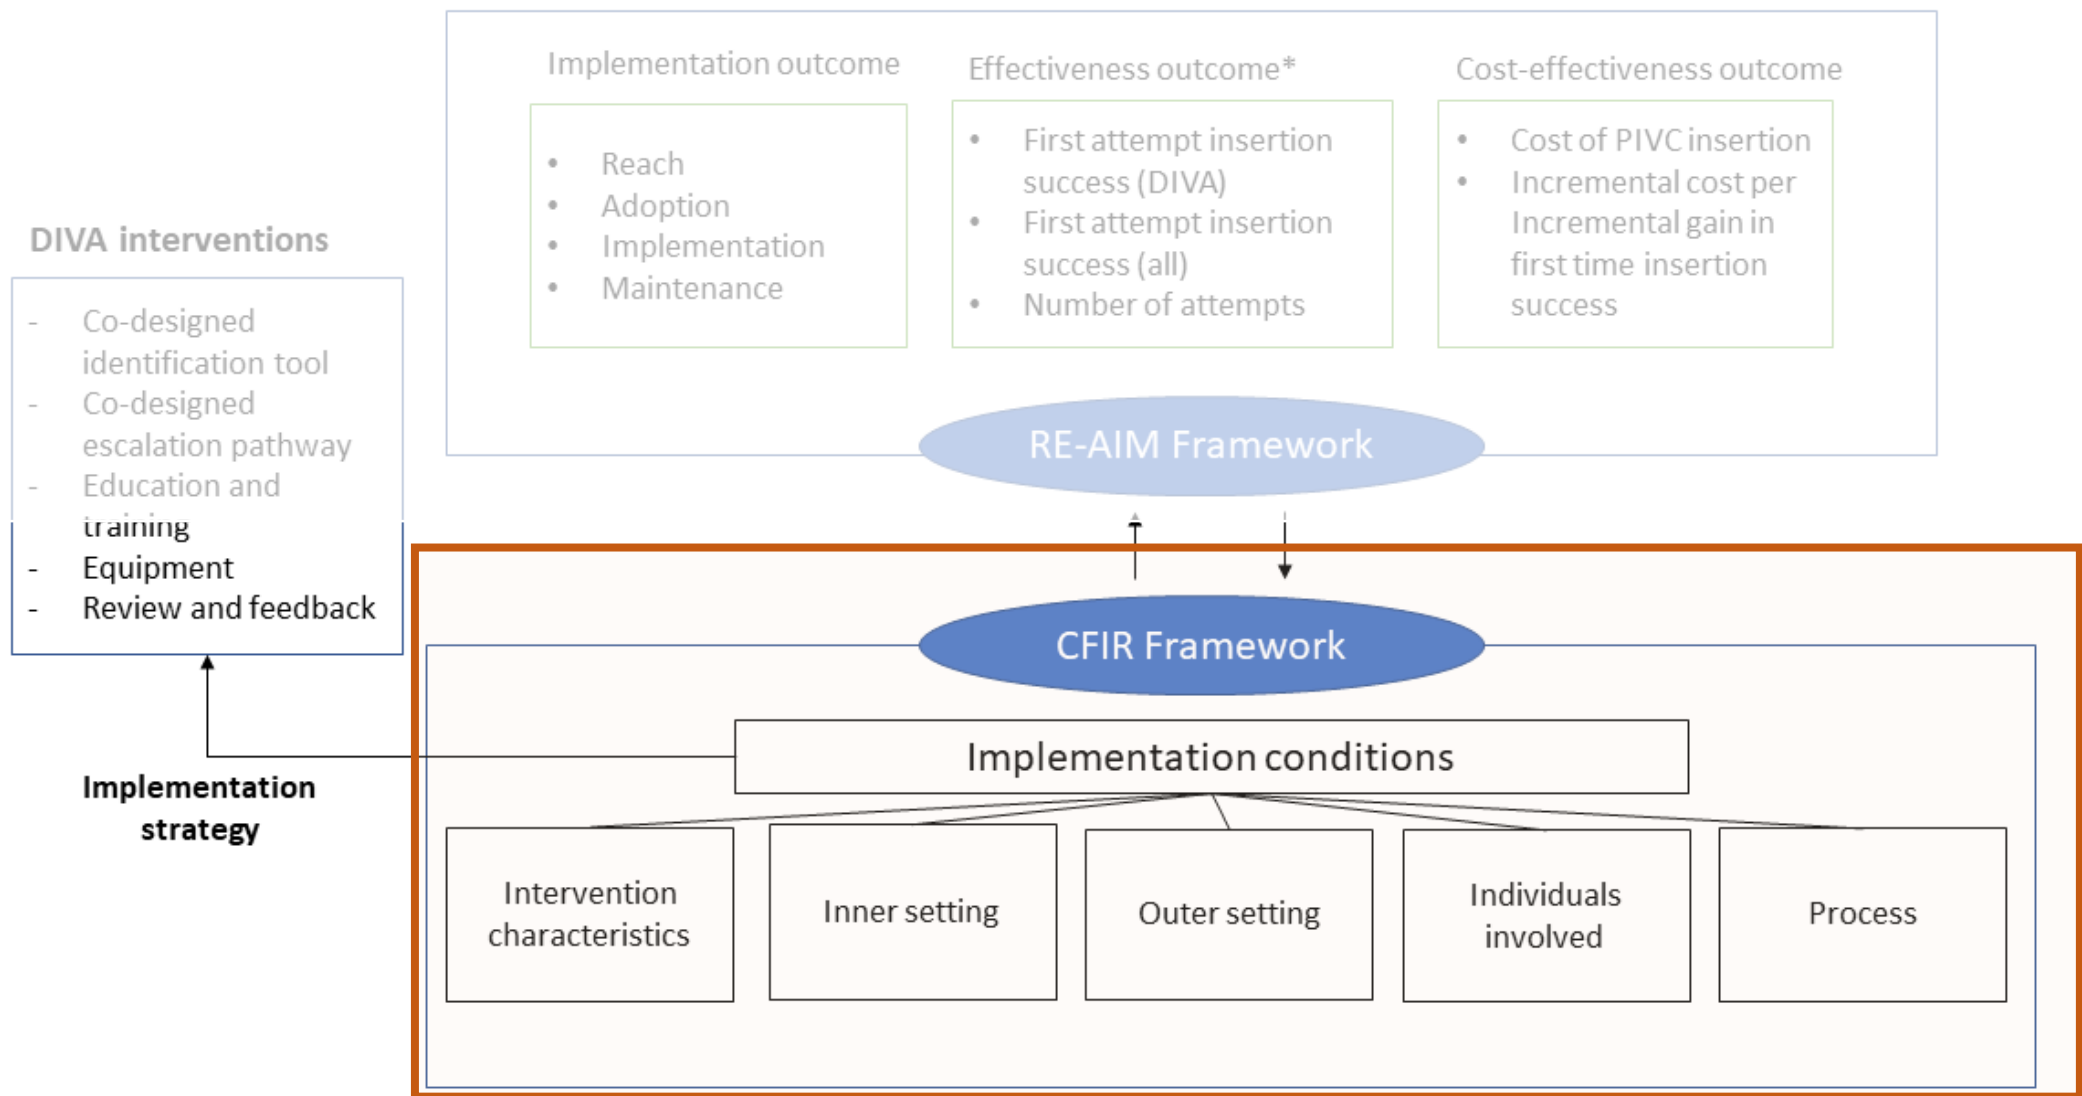 Implementation outcome
• Reach
• Adoption
• Implementation
• Maintenance
Effectiveness outcome*
• First attempt insertion
success (DIVA)
• First attempt insertion
success (all)
• Number of attempts
Cost-effectiveness outcome
• Cost of PIVC insertion
• Incremental cost per
Incremental gain in
first time insertion
success
RE-AIM Framework
DIVA interventions
- Co-designed
identification tool
- Co-designed
escalation pathway
- Education and
training
- Equipment
- Review and feedback
Implementation
strategy
CFIR Framework
Implementation conditions
Intervention
characteristics
Inner setting
Outer setting
Individuals
involved
Process